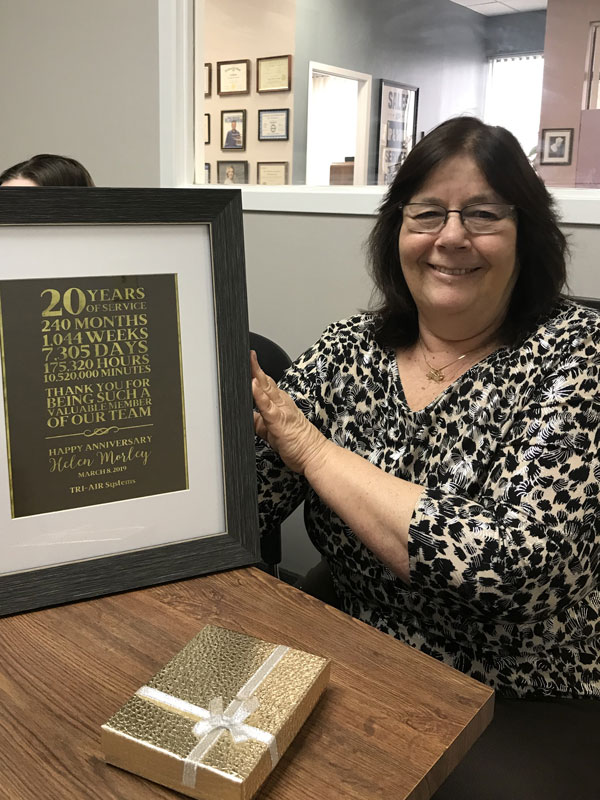 20 YEARS
OF SERVICE
240 MONTHS
1,044 WEEKS
7,305 DAYS
175,320 HOURS
10,520,000 MINUTES
THANK YOU FOR
BEING SUCH A
VALUABLE MEMBER
OF OUR TEAM
HAPPY ANNIVERSARY
Helen Morley
MARCH 8, 2019
TRI-AIR Systems